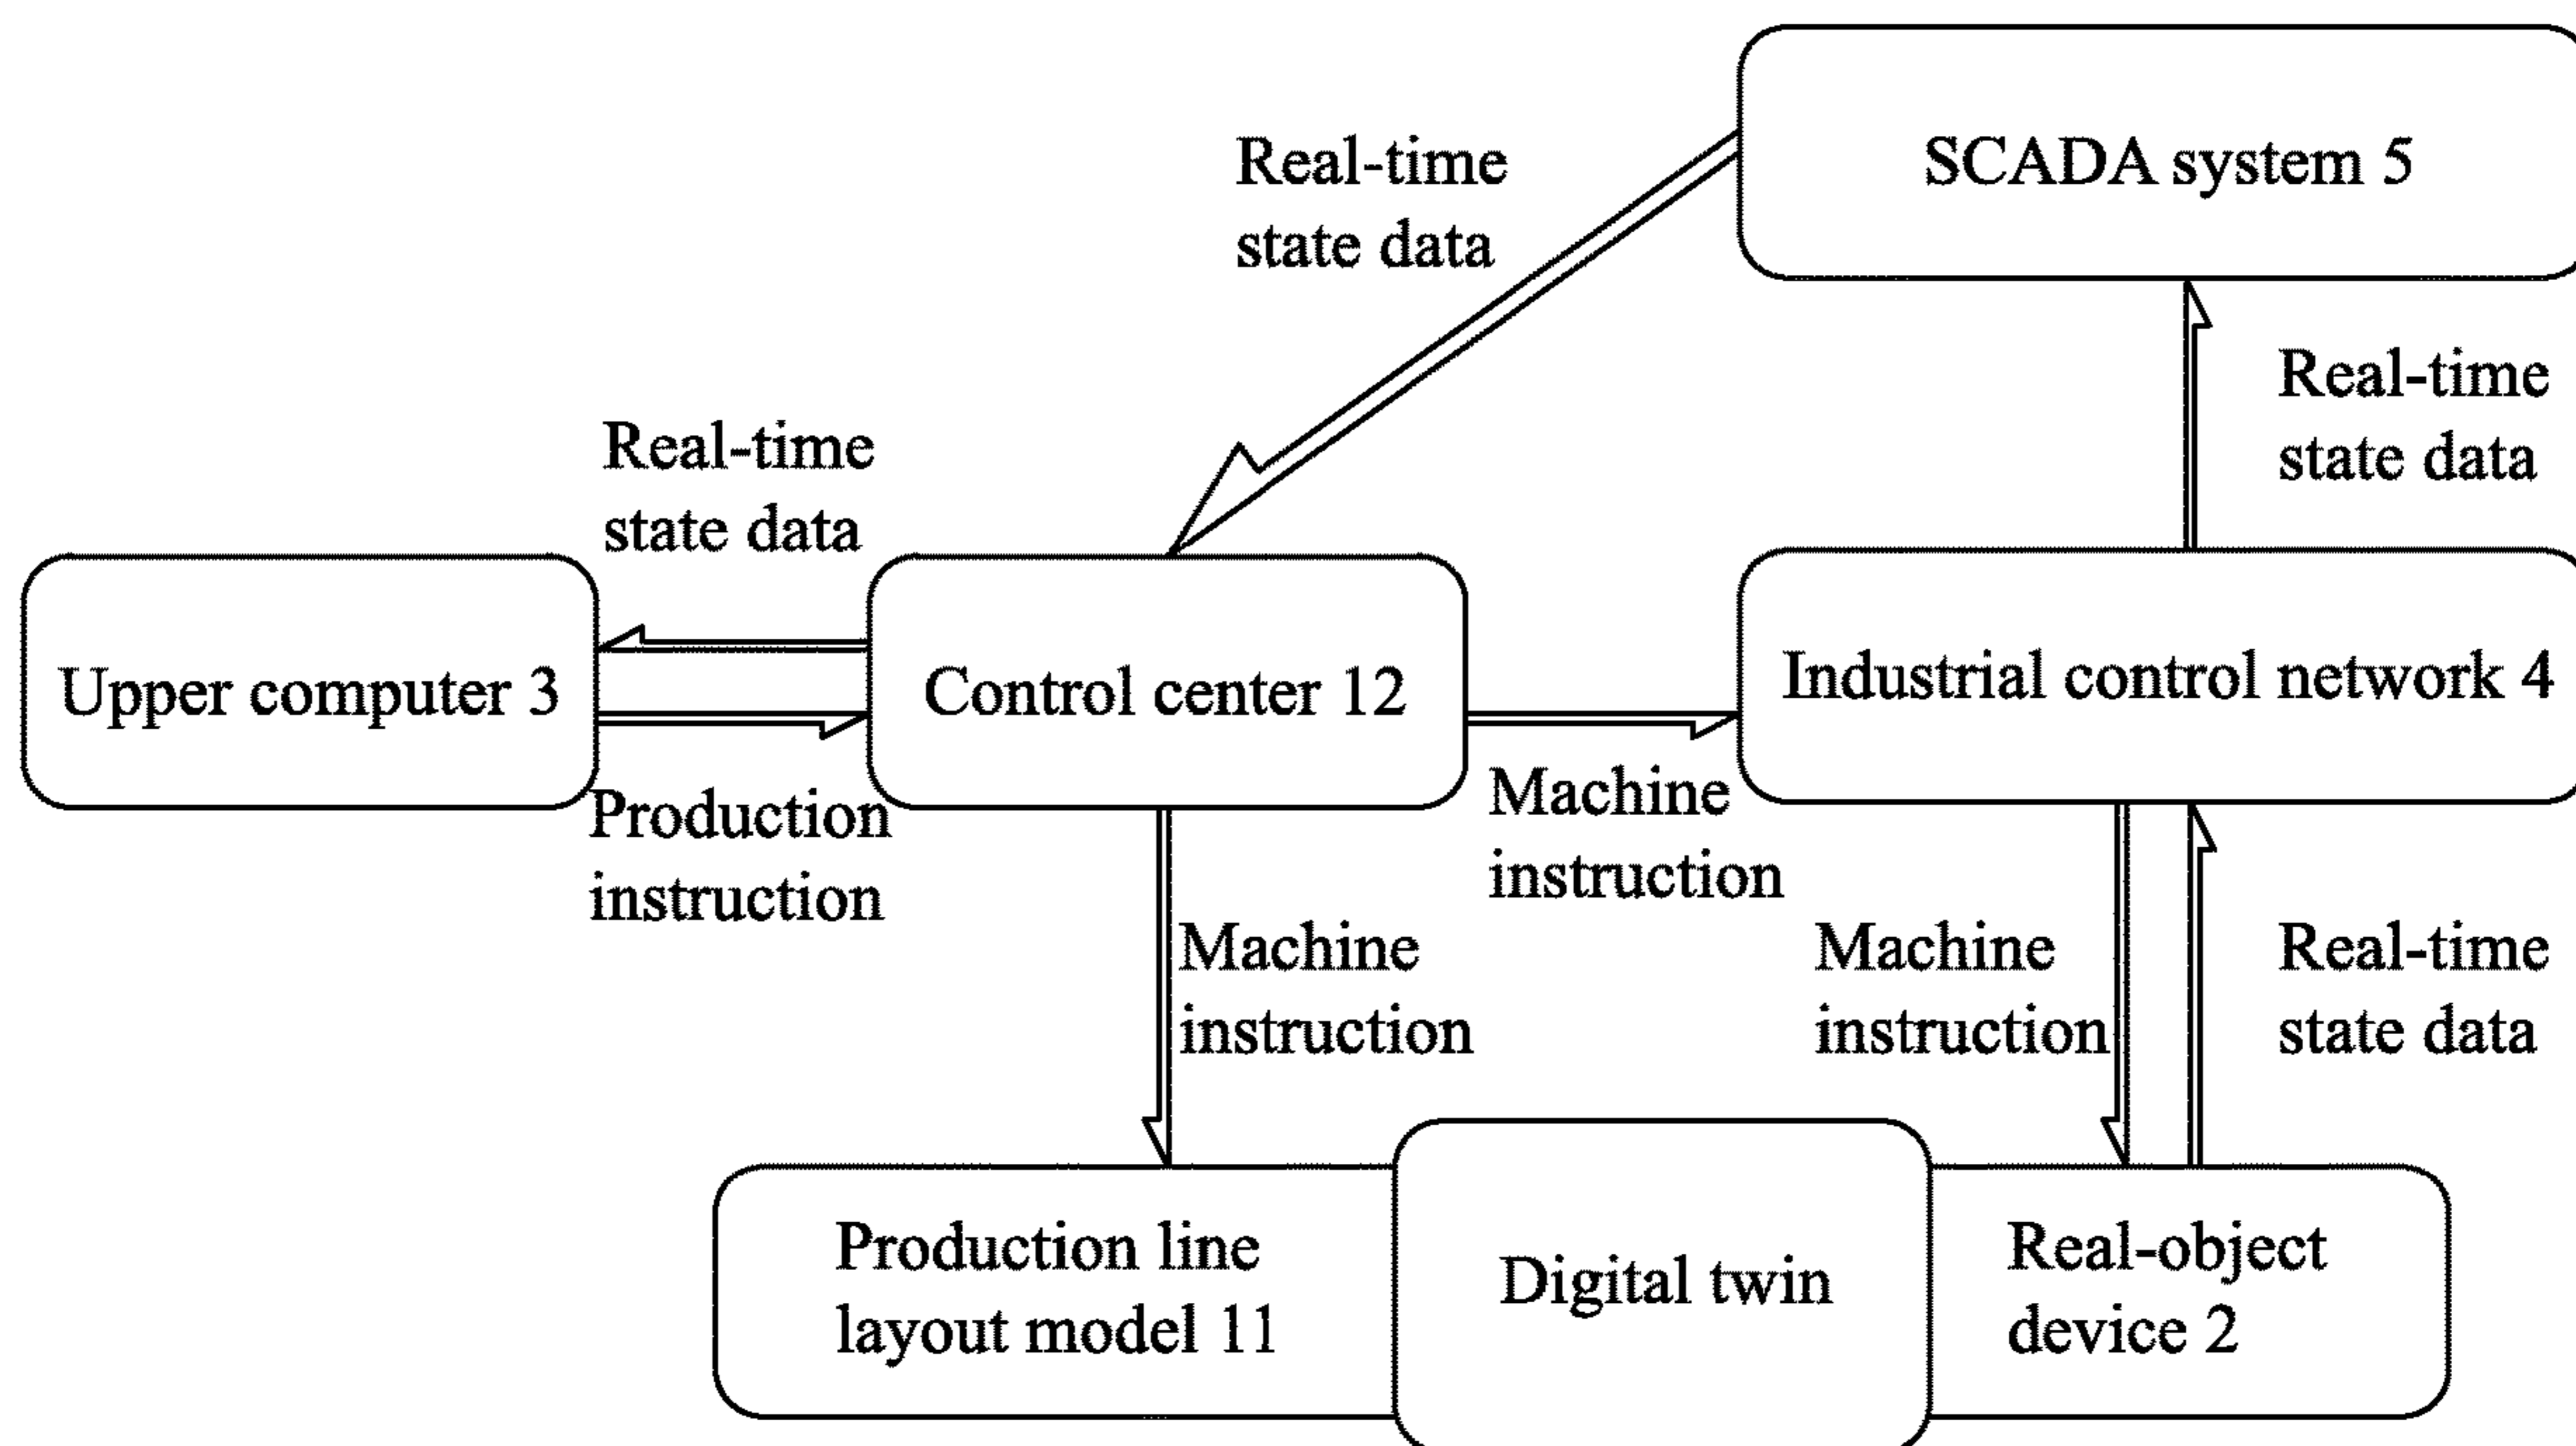 SCADA system 5
Real-time
state data
Real-time
state data
Real-time
state data
Upper computer 3
Control center 12
Industrial control network 4
Production
instruction
Machine
instruction
Machine
instruction
Machine
instruction
Real-time
state data
Production line
layout model 11
Digital twin
Real-object
device 2